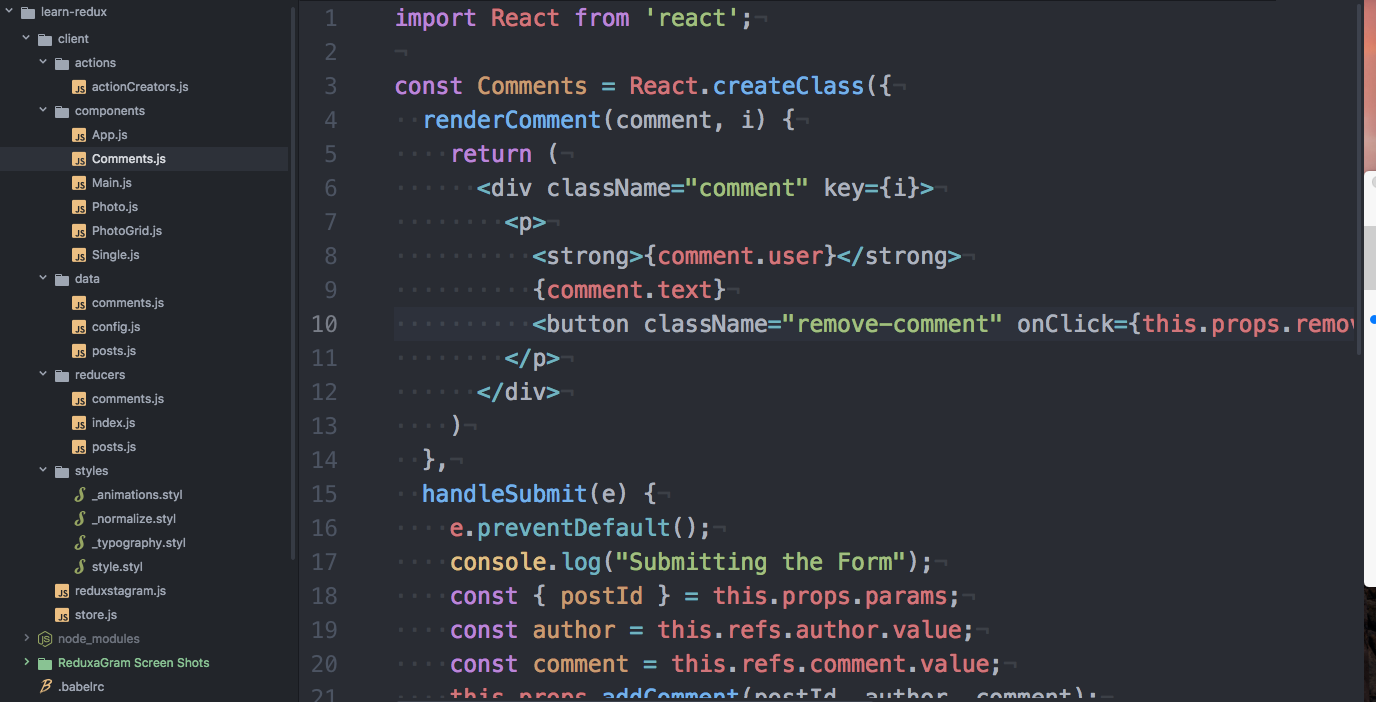 learn-redux
client
actions
actionCreators.js
components
App.js
Comments.js
Main.js
Photo.js
PhotoGrid.js
Single.js
data
comments.js
config.js
posts.js
reducers
comments.js
index.js
posts.js
styles
_animations.styl
_normalize.styl
_typography.styl
style.styl
reduxstagram.js
store.js
node_modules
ReduxaGram Screen Shots
.babelrc
1 import React from 'react';¬
2 ¬
3 const Comments = React.createClass({¬
4 ··renderComment(comment, i) {¬
5 ····return (¬
6 ······<div className="comment" key={i}>¬
7 ········<p>¬
8 ··········<strong>{comment.user}</strong>¬
9 ··········{comment.text}¬
10 ··········<button className="remove-comment" onClick={this.props.remov
11 ········</p>¬
12 ······</div>¬
13 ····)¬
14 ··},¬
15 ··handleSubmit(e) {¬
16 ····e.preventDefault();¬
17 ····console.log("Submitting the Form");¬
18 ····const { postId } = this.props.params;¬
19 ····const author = this.refs.author.value;¬
20 ····const comment = this.refs.comment.value;¬
21 ····this.props.addComment(postId, author, comment);¬